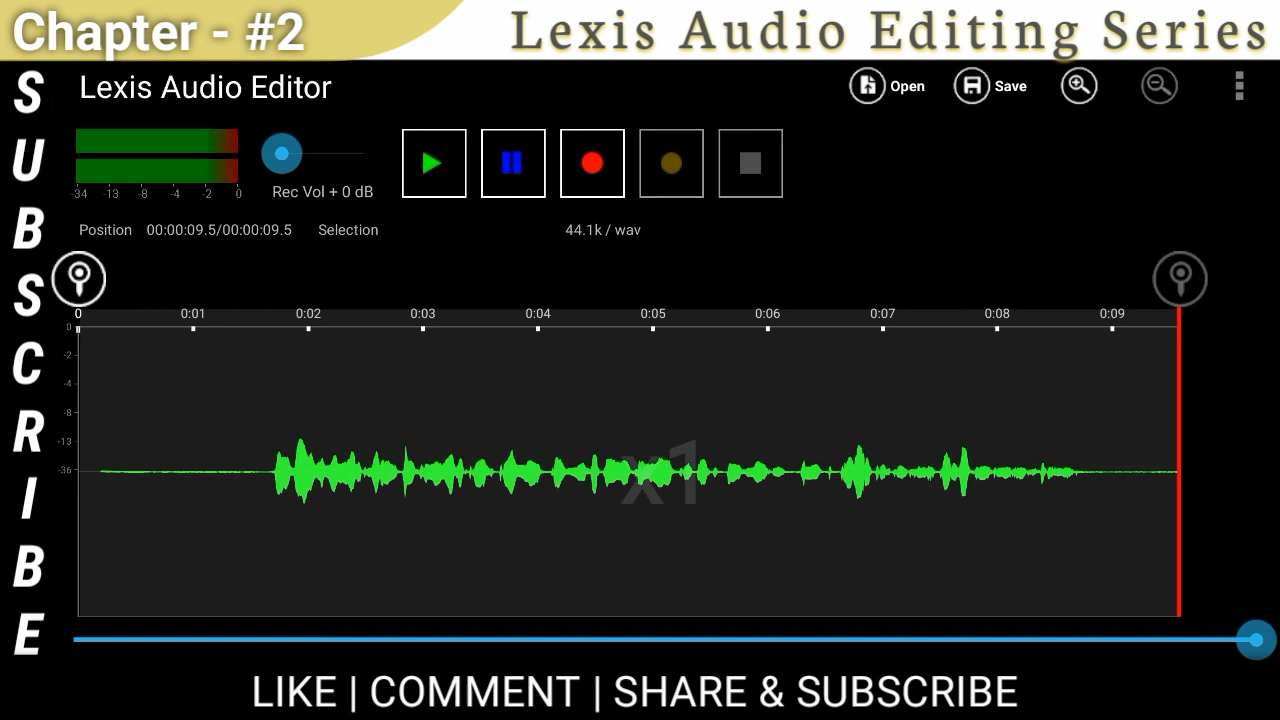 Chapter - #2
Lexis Audio Editing Series
SUBSCRIBE
Lexis Audio Editor
Open
Save
-34 -13 -8 -4 -2 0
Rec Vol + 0 dB
Position 00:00:09.5/00:00:09.5 Selection 44.1k / wav
0 0:01 0:02 0:03 0:04 0:05 0:06 0:07 0:08 0:09
0
-2
-4
-8
-13
-36
x1
LIKE | COMMENT | SHARE & SUBSCRIBE